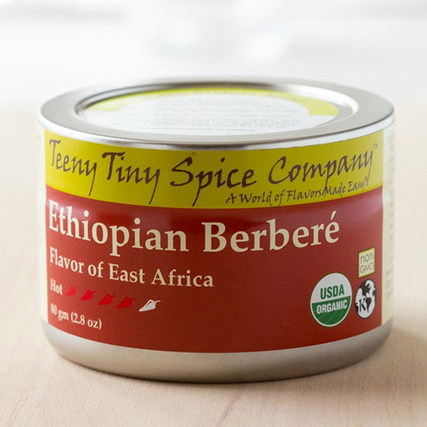 Teeny Tiny Spice Company™
A World of Flavors Made Easy!
Ethiopian Berberé
Flavor of East Africa
Hot
80 gm (2.8 oz)
non
GMO
USDA
ORGANIC
K